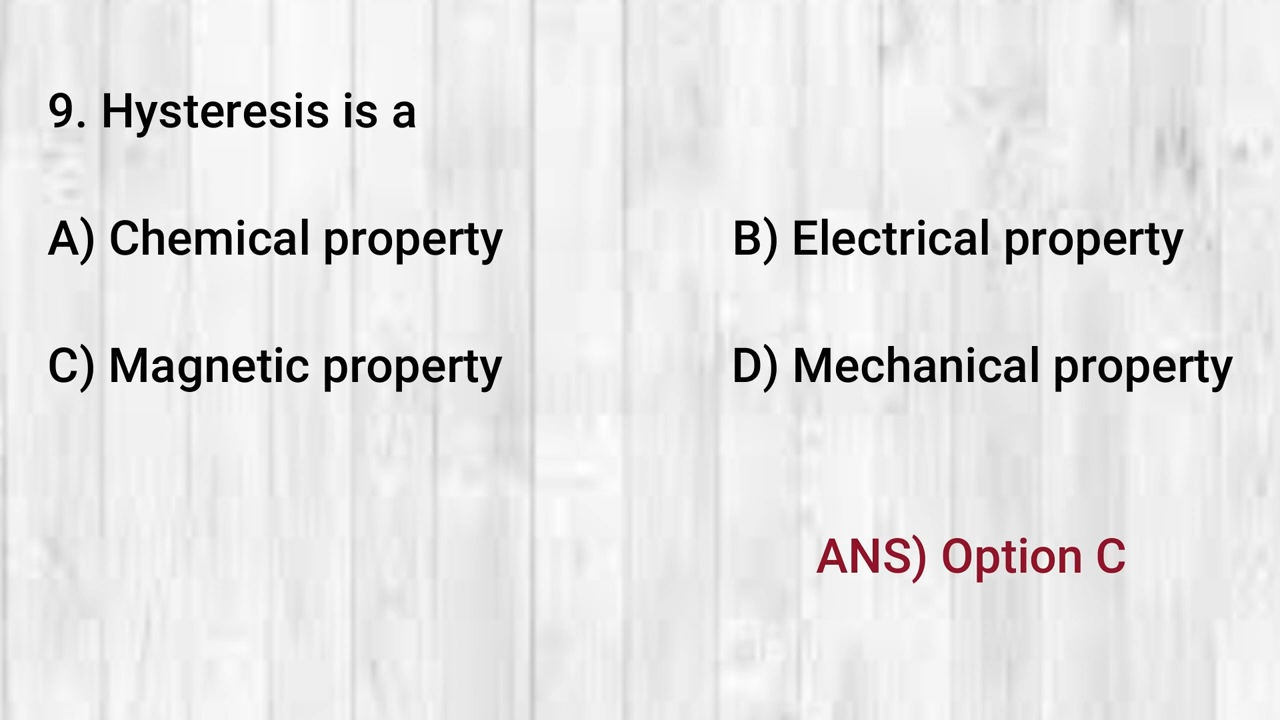 9. Hysteresis is a
A) Chemical property
B) Electrical property
C) Magnetic property
D) Mechanical property
ANS) Option C